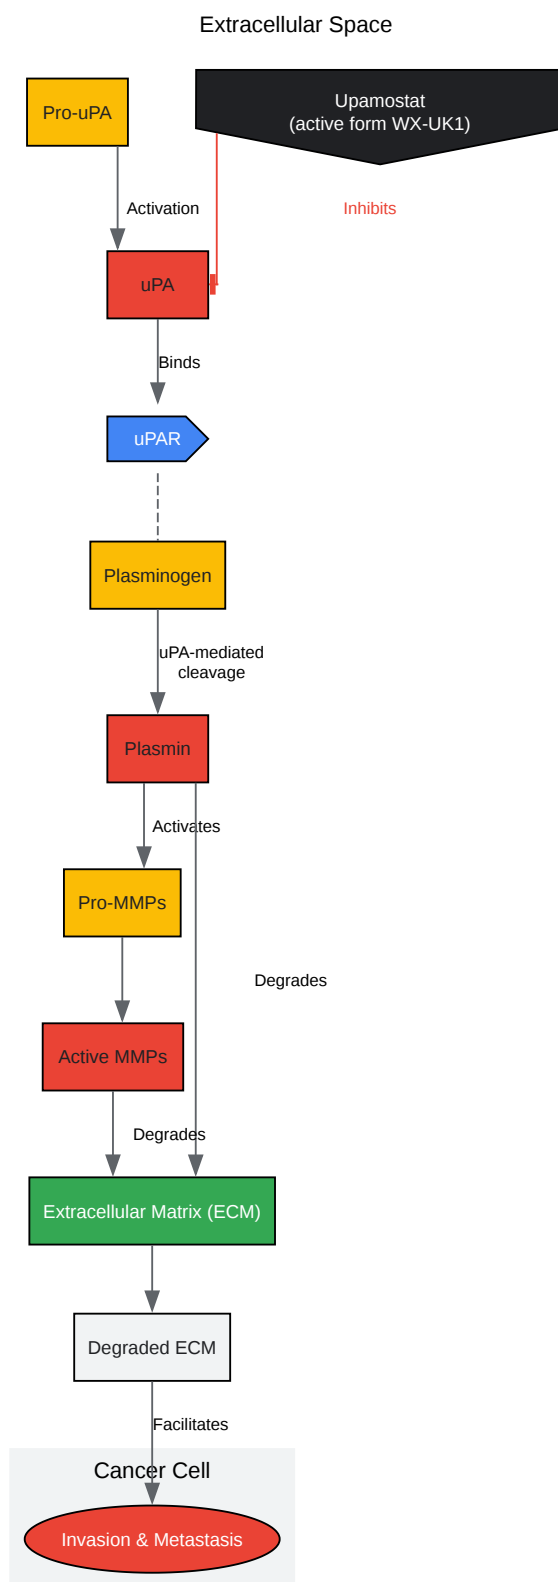 Extracellular Space
Pro-uPA
Upamostat
(active form WX-UK1)
Activation
Inhibits
uPA
Binds
uPAR
Plasminogen
uPA-mediated
cleavage
Plasmin
Activates
Pro-MMPs
Degrades
Active MMPs
Degrades
Extracellular Matrix (ECM)
Degraded ECM
Facilitates
Cancer Cell
Invasion & Metastasis